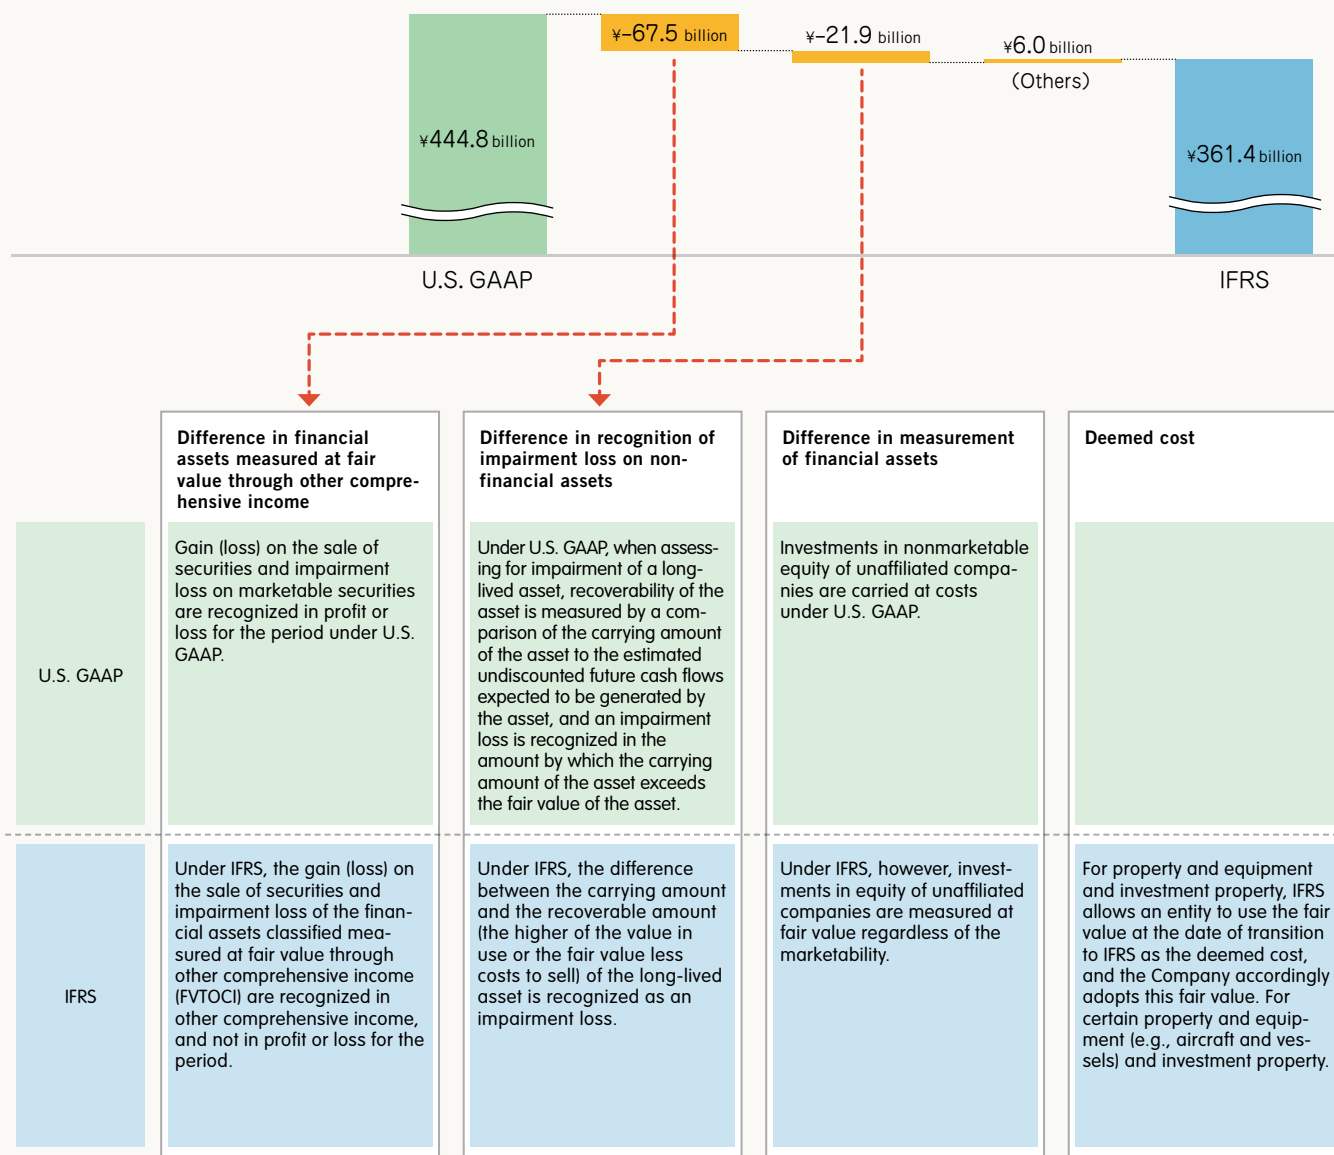 ¥444.8 billion
¥–67.5 billion
¥–21.9 billion
¥6.0 billion
(Others)
¥361.4 billion
U.S. GAAP
IFRS
Difference in financial
assets measured at fair
value through other compre-
hensive income
Difference in recognition of
impairment loss on non-
financial assets
Difference in measurement
of financial assets
Deemed cost
U.S. GAAP
Gain (loss) on the sale of
securities and impairment
loss on marketable securities
are recognized in profit or
loss for the period under U.S.
GAAP.
Under U.S. GAAP, when assess-
ing for impairment of a long-
lived asset, recoverability of the
asset is measured by a com-
parison of the carrying amount
of the asset to the estimated
undiscounted future cash flows
expected to be generated by
the asset, and an impairment
loss is recognized in the
amount by which the carrying
amount of the asset exceeds
the fair value of the asset.
Investments in nonmarketable
equity of unaffiliated compa-
nies are carried at costs
under U.S. GAAP.
IFRS
Under IFRS, the gain (loss) on
the sale of securities and
impairment loss of the finan-
cial assets classified mea-
sured at fair value through
other comprehensive income
(FVTOCI) are recognized in
other comprehensive income,
and not in profit or loss for the
period.
Under IFRS, the difference
between the carrying amount
and the recoverable amount
(the higher of the value in
use or the fair value less
costs to sell) of the long-lived
asset is recognized as an
impairment loss.
Under IFRS, however, invest-
ments in equity of unaffiliated
companies are measured at
fair value regardless of the
marketability.
For property and equipment
and investment property, IFRS
allows an entity to use the fair
value at the date of transition
to IFRS as the deemed cost,
and the Company accordingly
adopts this fair value. For
certain property and equip-
ment (e.g., aircraft and ves-
sels) and investment property.